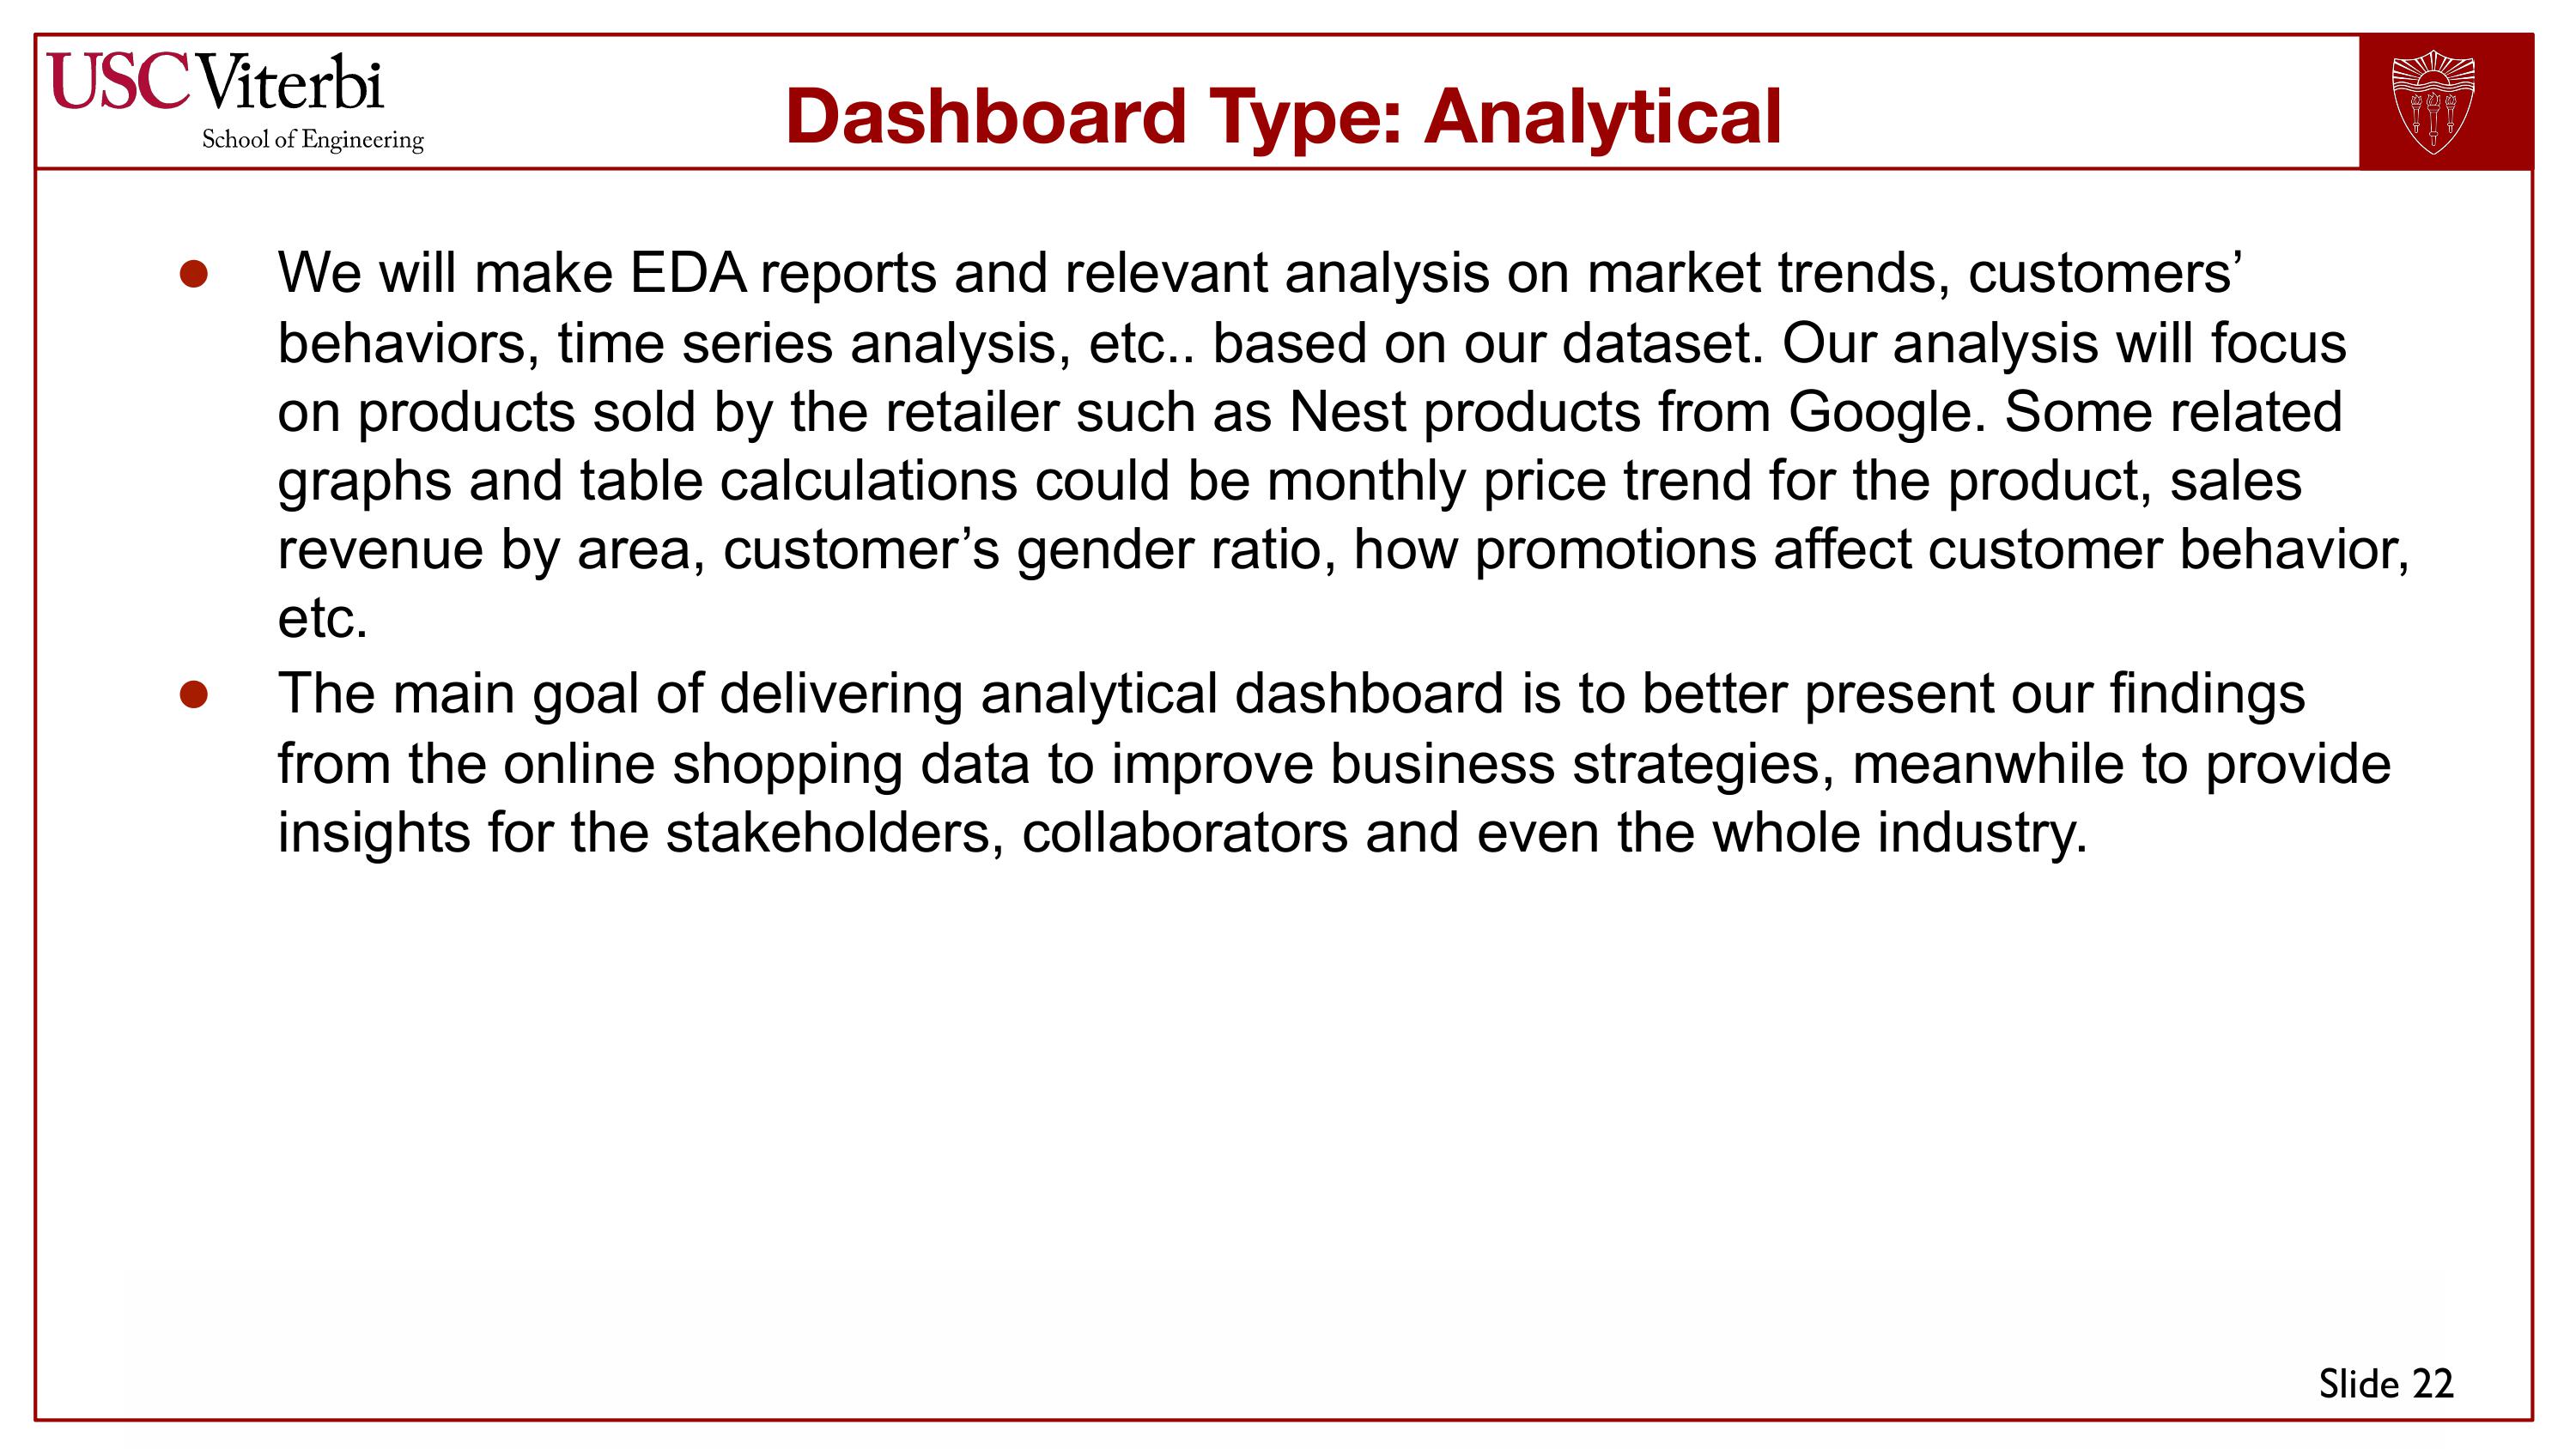 USC Viterbi
School of Engineering
Dashboard Type: Analytical
● We will make EDA reports and relevant analysis on market trends, customers’
behaviors, time series analysis, etc.. based on our dataset. Our analysis will focus
on products sold by the retailer such as Nest products from Google. Some related
graphs and table calculations could be monthly price trend for the product, sales
revenue by area, customer’s gender ratio, how promotions affect customer behavior,
etc.
● The main goal of delivering analytical dashboard is to better present our findings
from the online shopping data to improve business strategies, meanwhile to provide
insights for the stakeholders, collaborators and even the whole industry.
Slide 22